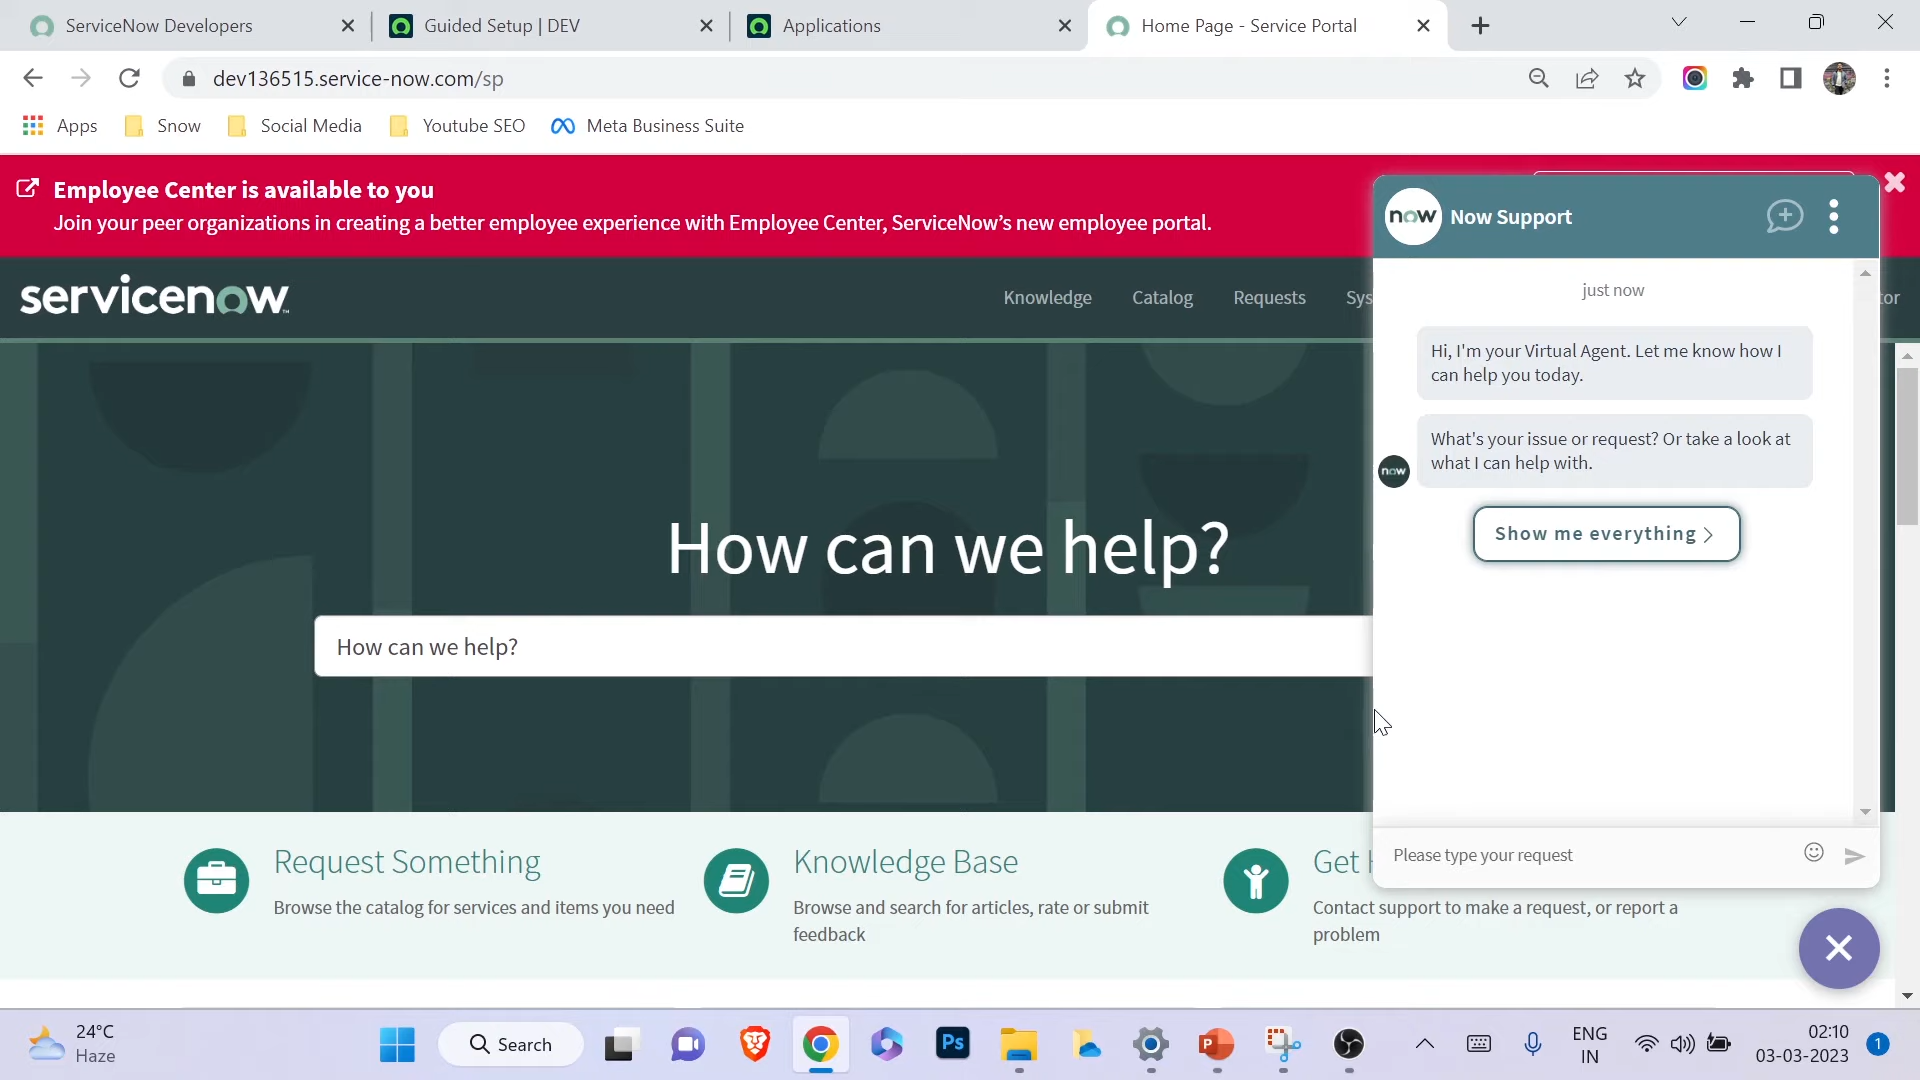 ServiceNow Developers
Guided Setup | DEV
Applications
Home Page - Service Portal
dev136515.service-now.com/sp
Apps
Snow
Social Media
Youtube SEO
Meta Business Suite
Employee Center is available to you
Join your peer organizations in creating a better employee experience with Employee Center, ServiceNow's new employee portal.
servicenow
Knowledge
Catalog
Requests
Sys
tor
now
Now Support
just now
Hi, I'm your Virtual Agent. Let me know how I
can help you today.
What's your issue or request? Or take a look at
what I can help with.
now
Show me everything >
Please type your request
How can we help?
How can we help?
Request Something
Browse the catalog for services and items you need
Knowledge Base
Browse and search for articles, rate or submit
feedback
Get
Contact support to make a request, or report a
problem
24°C
Haze
Search
Ps
P
ENG
IN
02:10
03-03-2023
1